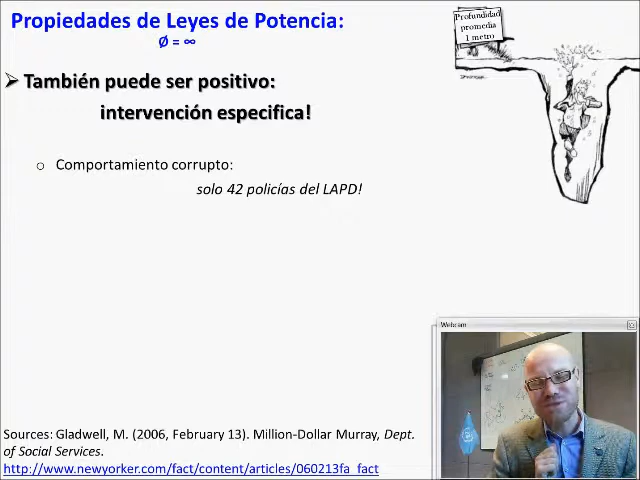 Propiedades de Leyes de Potencia:
Ø = ∞
Profundidad
promedia
1 metro
➢ También puede ser positivo:
intervención especifica!
o Comportamiento corrupto:
solo 42 policías del LAPD!
Webcam
Sources: Gladwell, M. (2006, February 13). Million-Dollar Murray, Dept.
of Social Services.
http://www.newyorker.com/fact/content/articles/060213fa_fact